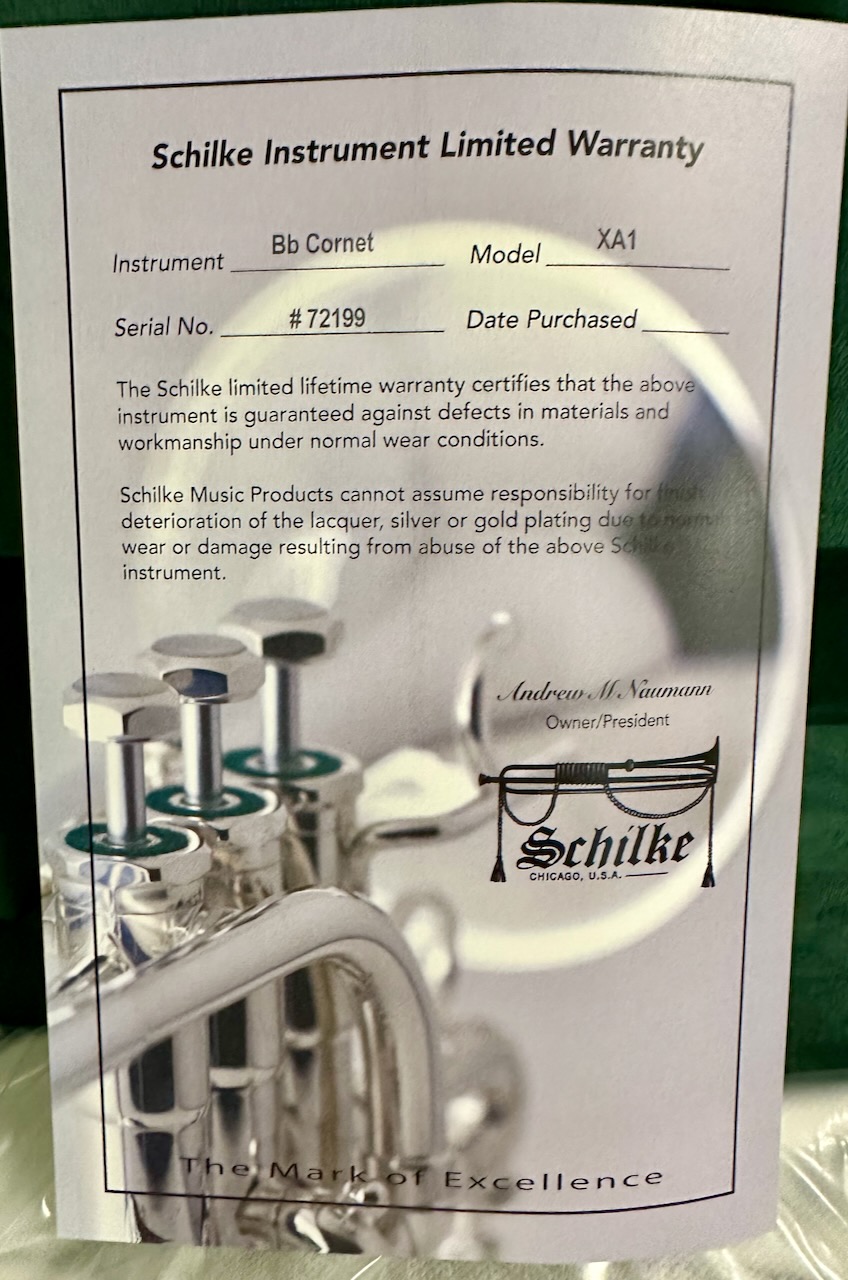 Schilke Instrument Limited Warranty
Instrument Bb Cornet Model XA1
Serial No. #72199 Date Purchased
The Schilke limited lifetime warranty certifies that the above
instrument is guaranteed against defects in materials and
workmanship under normal wear conditions.
Schilke Music Products cannot assume responsibility for finish
deterioration of the lacquer, silver or gold plating due to normal
wear or damage resulting from abuse of the above Schilke
instrument.
Andrew M. Naumann
Owner/President
Schilke
CHICAGO, U.S.A.
The Mark of Excellence